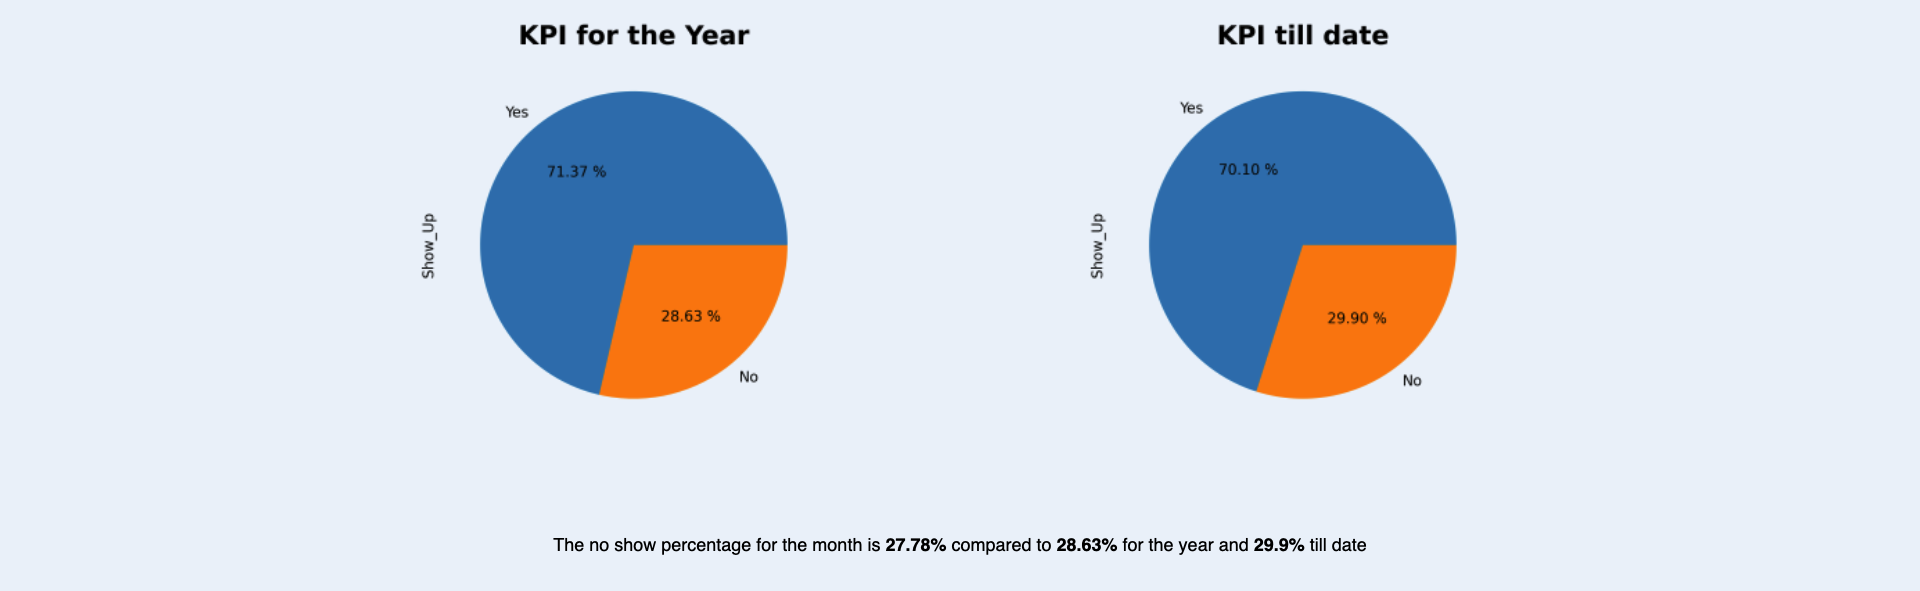 KPI for the Year
Yes
71.37 %
Show_Up
28.63 %
No
KPI till date
Yes
70.10 %
Show_Up
29.90 %
No
The no show percentage for the month is 27.78% compared to 28.63% for the year and 29.9% till date